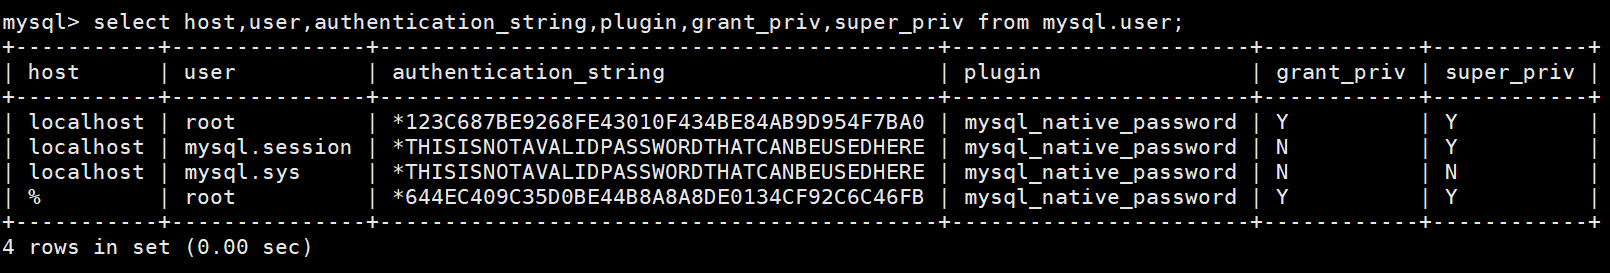 mysql> select host,user,authentication_string,plugin,grant_priv,super_priv from mysql.user;
+-----------+---------------+-------------------------------------------+-----------------------+------------+------------+
| host      | user          | authentication_string                     | plugin                | grant_priv | super_priv |
+-----------+---------------+-------------------------------------------+-----------------------+------------+------------+
| localhost | root          | *123C687BE9268FE43010F434BE84AB9D954F7BA0 | mysql_native_password | Y          | Y          |
| localhost | mysql.session | *THISISNOTAVALIDPASSWORDTHATCANBEUSEDHERE | mysql_native_password | N          | Y          |
| localhost | mysql.sys     | *THISISNOTAVALIDPASSWORDTHATCANBEUSEDHERE | mysql_native_password | N          | N          |
| %         | root          | *644EC409C35D0BE44B8A8A8DE0134CF92C6C46FB | mysql_native_password | Y          | Y          |
+-----------+---------------+-------------------------------------------+-----------------------+------------+------------+
4 rows in set (0.00 sec)